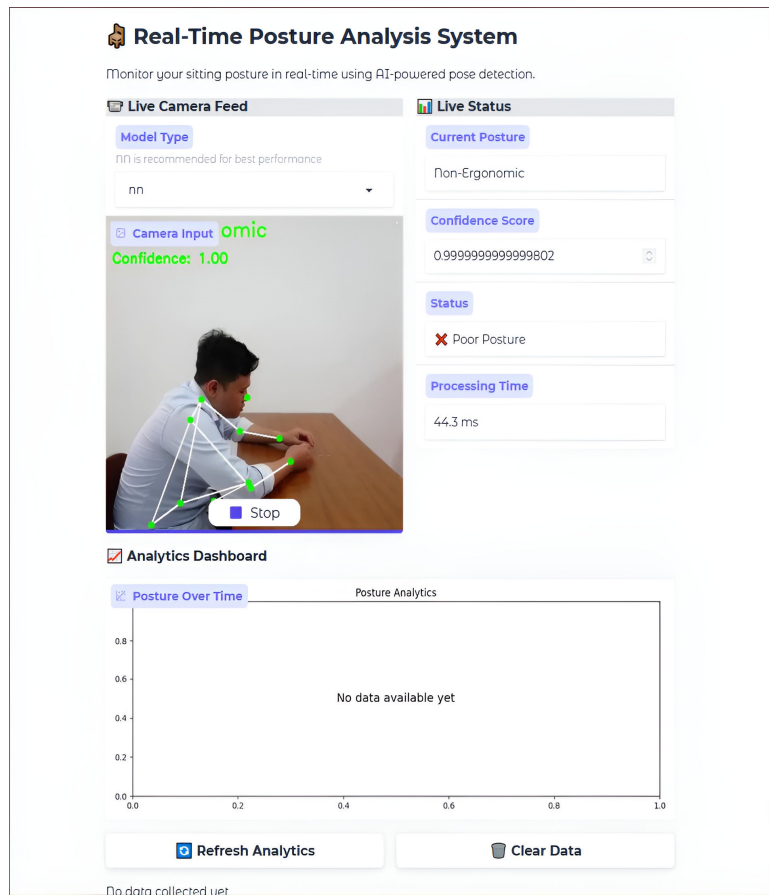 Real-Time Posture Analysis System
Monitor your sitting posture in real-time using AI-powered pose detection.
Live Camera Feed
Model Type
nn is recommended for best performance
nn
Camera Input omic
Confidence: 1.00
Stop
Live Status
Current Posture
Non-Ergonomic
Confidence Score
0.9999999999999802
Status
Poor Posture
Processing Time
44.3 ms
Analytics Dashboard
Posture Over Time
Posture Analytics
0.8
0.6
No data available yet
0.4
0.2
0.0
0.0 0.2 0.4 0.6 0.8 1.0
Refresh Analytics
Clear Data
No data collected yet